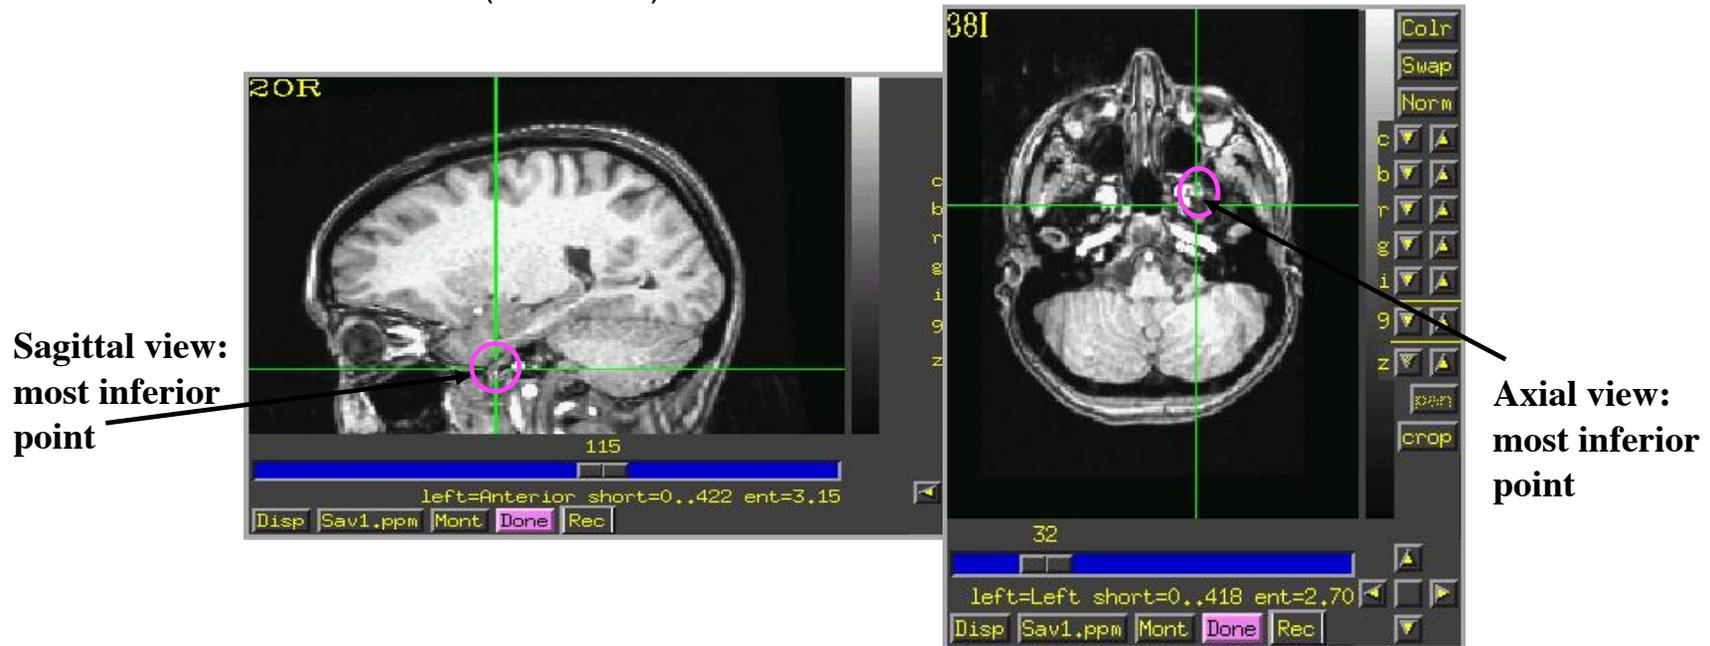 Sagittal view:
most inferior
point
20R
c
b
r
g
i
9
z
115
left=Anterior short=0..422 ent=3.15
Disp Sav1.ppm Mont Done Rec
38I
Colr
Swap
Norm
c
b
r
g
i
9
z
pan
crop
32
left=Left short=0..418 ent=2.70
Disp Sav1.ppm Mont Done Rec
Axial view:
most inferior
point